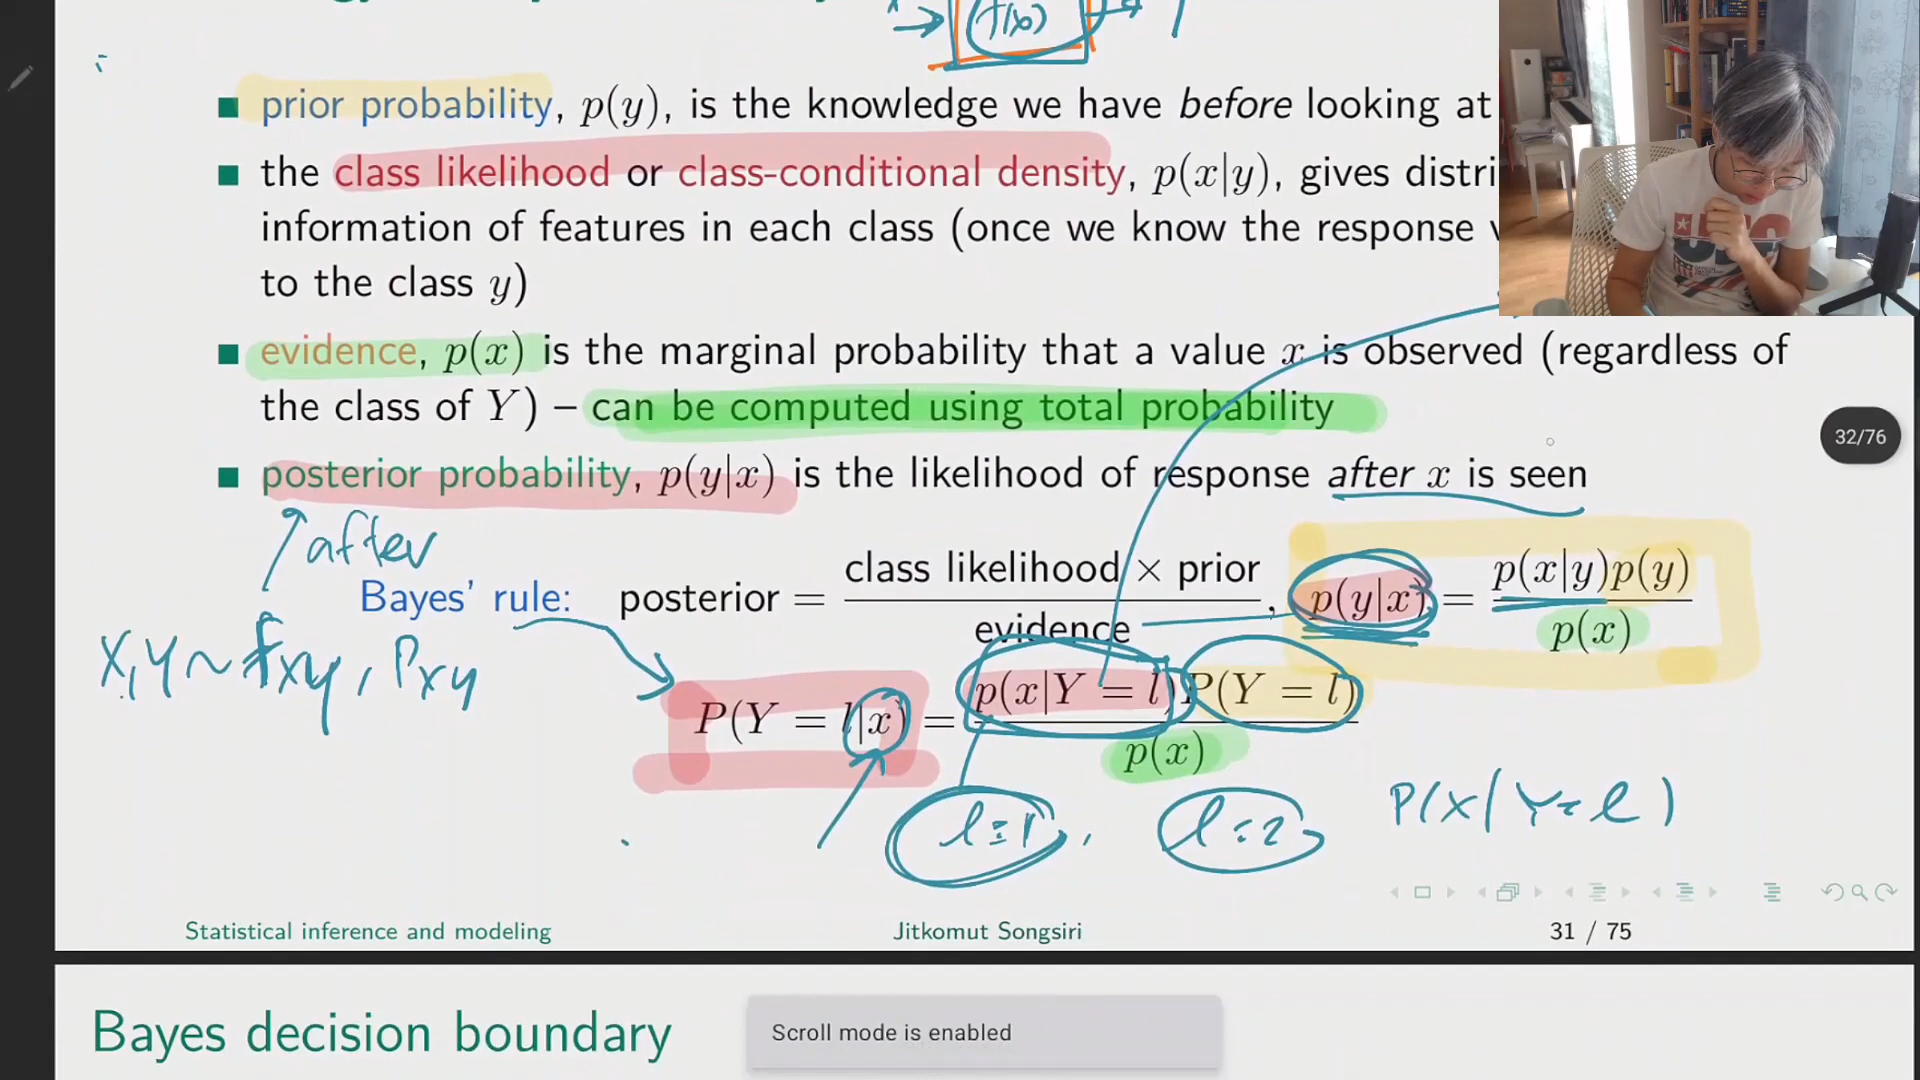 f(x)
■ prior probability, p(y), is the knowledge we have before looking at
■ the class likelihood or class-conditional density, p(x|y), gives distri
information of features in each class (once we know the response
to the class y)
■ evidence, p(x) is the marginal probability that a value x is observed (regardless of
the class of Y) – can be computed using total probability
32/76
■ posterior probability, p(y|x) is the likelihood of response after x is seen
after
Bayes' rule: posterior = class likelihood × prior / evidence, p(y|x) = p(x|y)p(y) / p(x)
X,Y ~ fxy, Pxy
P(Y = l|x) = p(x|Y = l)P(Y = l) / p(x)
l=1, l=2 P(X|Y=l)
Statistical inference and modeling Jitkomut Songsiri 31 / 75
Bayes decision boundary
Scroll mode is enabled